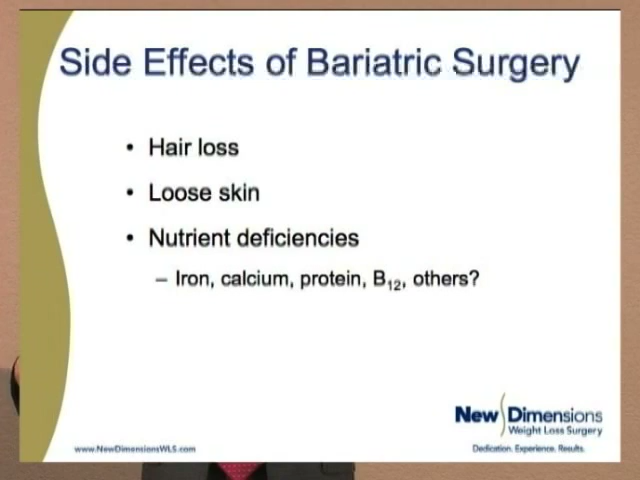 Side Effects of Bariatric Surgery
• Hair loss
• Loose skin
• Nutrient deficiencies
– Iron, calcium, protein, B₁₂, others?
New Dimensions
Weight Loss Surgery
www.NewDimensionsWLS.com
Dedication. Experience. Results.